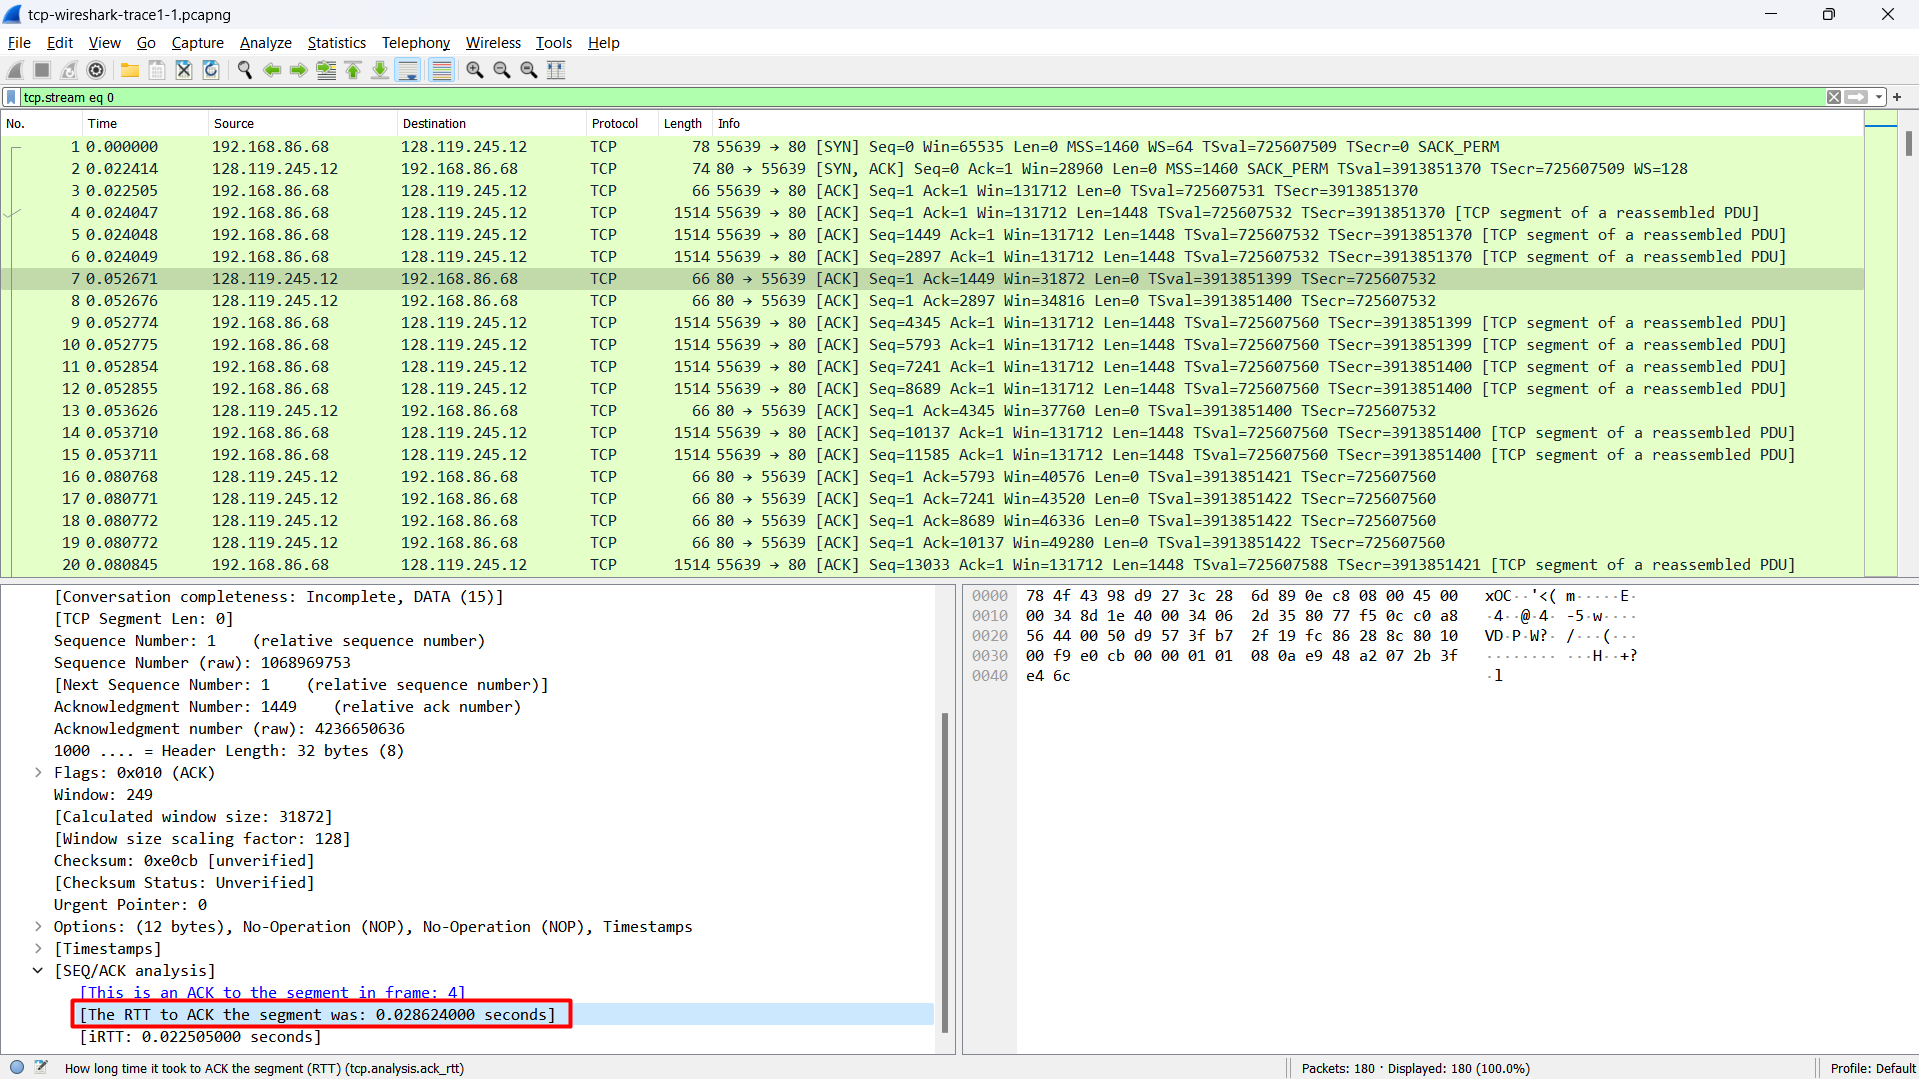 tcp-wireshark-trace1-1.pcapng
File Edit View Go Capture Analyze Statistics Telephony Wireless Tools Help
tcp.stream eq 0
No. Time Source Destination Protocol Length Info
1 0.000000 192.168.86.68 128.119.245.12 TCP 78 55639 → 80 [SYN] Seq=0 Win=65535 Len=0 MSS=1460 WS=64 TSval=725607509 TSecr=0 SACK_PERM
2 0.022414 128.119.245.12 192.168.86.68 TCP 74 80 → 55639 [SYN, ACK] Seq=0 Ack=1 Win=28960 Len=0 MSS=1460 SACK_PERM TSval=3913851370 TSecr=725607509 WS=128
3 0.022505 192.168.86.68 128.119.245.12 TCP 66 55639 → 80 [ACK] Seq=1 Ack=1 Win=131712 Len=0 TSval=725607531 TSecr=3913851370
4 0.024047 192.168.86.68 128.119.245.12 TCP 1514 55639 → 80 [ACK] Seq=1 Ack=1 Win=131712 Len=1448 TSval=725607532 TSecr=3913851370 [TCP segment of a reassembled PDU]
5 0.024048 192.168.86.68 128.119.245.12 TCP 1514 55639 → 80 [ACK] Seq=1449 Ack=1 Win=131712 Len=1448 TSval=725607532 TSecr=3913851370 [TCP segment of a reassembled PDU]
6 0.024049 192.168.86.68 128.119.245.12 TCP 1514 55639 → 80 [ACK] Seq=2897 Ack=1 Win=131712 Len=1448 TSval=725607532 TSecr=3913851370 [TCP segment of a reassembled PDU]
7 0.052671 128.119.245.12 192.168.86.68 TCP 66 80 → 55639 [ACK] Seq=1 Ack=1449 Win=31872 Len=0 TSval=3913851399 TSecr=725607532
8 0.052676 128.119.245.12 192.168.86.68 TCP 66 80 → 55639 [ACK] Seq=1 Ack=2897 Win=34816 Len=0 TSval=3913851400 TSecr=725607532
9 0.052774 192.168.86.68 128.119.245.12 TCP 1514 55639 → 80 [ACK] Seq=4345 Ack=1 Win=131712 Len=1448 TSval=725607560 TSecr=3913851399 [TCP segment of a reassembled PDU]
10 0.052775 192.168.86.68 128.119.245.12 TCP 1514 55639 → 80 [ACK] Seq=5793 Ack=1 Win=131712 Len=1448 TSval=725607560 TSecr=3913851399 [TCP segment of a reassembled PDU]
11 0.052854 192.168.86.68 128.119.245.12 TCP 1514 55639 → 80 [ACK] Seq=7241 Ack=1 Win=131712 Len=1448 TSval=725607560 TSecr=3913851400 [TCP segment of a reassembled PDU]
12 0.052855 192.168.86.68 128.119.245.12 TCP 1514 55639 → 80 [ACK] Seq=8689 Ack=1 Win=131712 Len=1448 TSval=725607560 TSecr=3913851400 [TCP segment of a reassembled PDU]
13 0.053626 128.119.245.12 192.168.86.68 TCP 66 80 → 55639 [ACK] Seq=1 Ack=4345 Win=37760 Len=0 TSval=3913851400 TSecr=725607532
14 0.053710 192.168.86.68 128.119.245.12 TCP 1514 55639 → 80 [ACK] Seq=10137 Ack=1 Win=131712 Len=1448 TSval=725607560 TSecr=3913851400 [TCP segment of a reassembled PDU]
15 0.053711 192.168.86.68 128.119.245.12 TCP 1514 55639 → 80 [ACK] Seq=11585 Ack=1 Win=131712 Len=1448 TSval=725607560 TSecr=3913851400 [TCP segment of a reassembled PDU]
16 0.080768 128.119.245.12 192.168.86.68 TCP 66 80 → 55639 [ACK] Seq=1 Ack=5793 Win=40576 Len=0 TSval=3913851421 TSecr=725607560
17 0.080771 128.119.245.12 192.168.86.68 TCP 66 80 → 55639 [ACK] Seq=1 Ack=7241 Win=43520 Len=0 TSval=3913851422 TSecr=725607560
18 0.080772 128.119.245.12 192.168.86.68 TCP 66 80 → 55639 [ACK] Seq=1 Ack=8689 Win=46336 Len=0 TSval=3913851422 TSecr=725607560
19 0.080772 128.119.245.12 192.168.86.68 TCP 66 80 → 55639 [ACK] Seq=1 Ack=10137 Win=49280 Len=0 TSval=3913851422 TSecr=725607560
20 0.080845 192.168.86.68 128.119.245.12 TCP 1514 55639 → 80 [ACK] Seq=13033 Ack=1 Win=131712 Len=1448 TSval=725607588 TSecr=3913851421 [TCP segment of a reassembled PDU]
[Conversation completeness: Incomplete, DATA (15)]
[TCP Segment Len: 0]
Sequence Number: 1 (relative sequence number)
Sequence Number (raw): 1068969753
[Next Sequence Number: 1 (relative sequence number)]
Acknowledgment Number: 1449 (relative ack number)
Acknowledgment number (raw): 4236650636
1000 .... = Header Length: 32 bytes (8)
Flags: 0x010 (ACK)
Window: 249
[Calculated window size: 31872]
[Window size scaling factor: 128]
Checksum: 0xe0cb [unverified]
[Checksum Status: Unverified]
Urgent Pointer: 0
Options: (12 bytes), No-Operation (NOP), No-Operation (NOP), Timestamps
[Timestamps]
[SEQ/ACK analysis]
[This is an ACK to the segment in frame: 4]
[The RTT to ACK the segment was: 0.028624000 seconds]
[iRTT: 0.022505000 seconds]
0000 78 4f 43 98 d9 27 3c 28 6d 89 0e c8 08 00 45 00 xOC··'<( m·····E·
0010 00 34 8d 1e 40 00 34 06 2d 35 80 77 f5 0c c0 a8 ·4··@·4· -5·w····
0020 56 44 00 50 d9 57 3f b7 2f 19 fc 86 28 8c 80 10 VD·P·W?· /···(···
0030 00 f9 e0 cb 00 00 01 01 08 0a e9 48 a2 07 2b 3f ········ ···H··+?
0040 e4 6c ·l
How long time it took to ACK the segment (RTT) (tcp.analysis.ack_rtt)
Packets: 180 · Displayed: 180 (100.0%)
Profile: Default